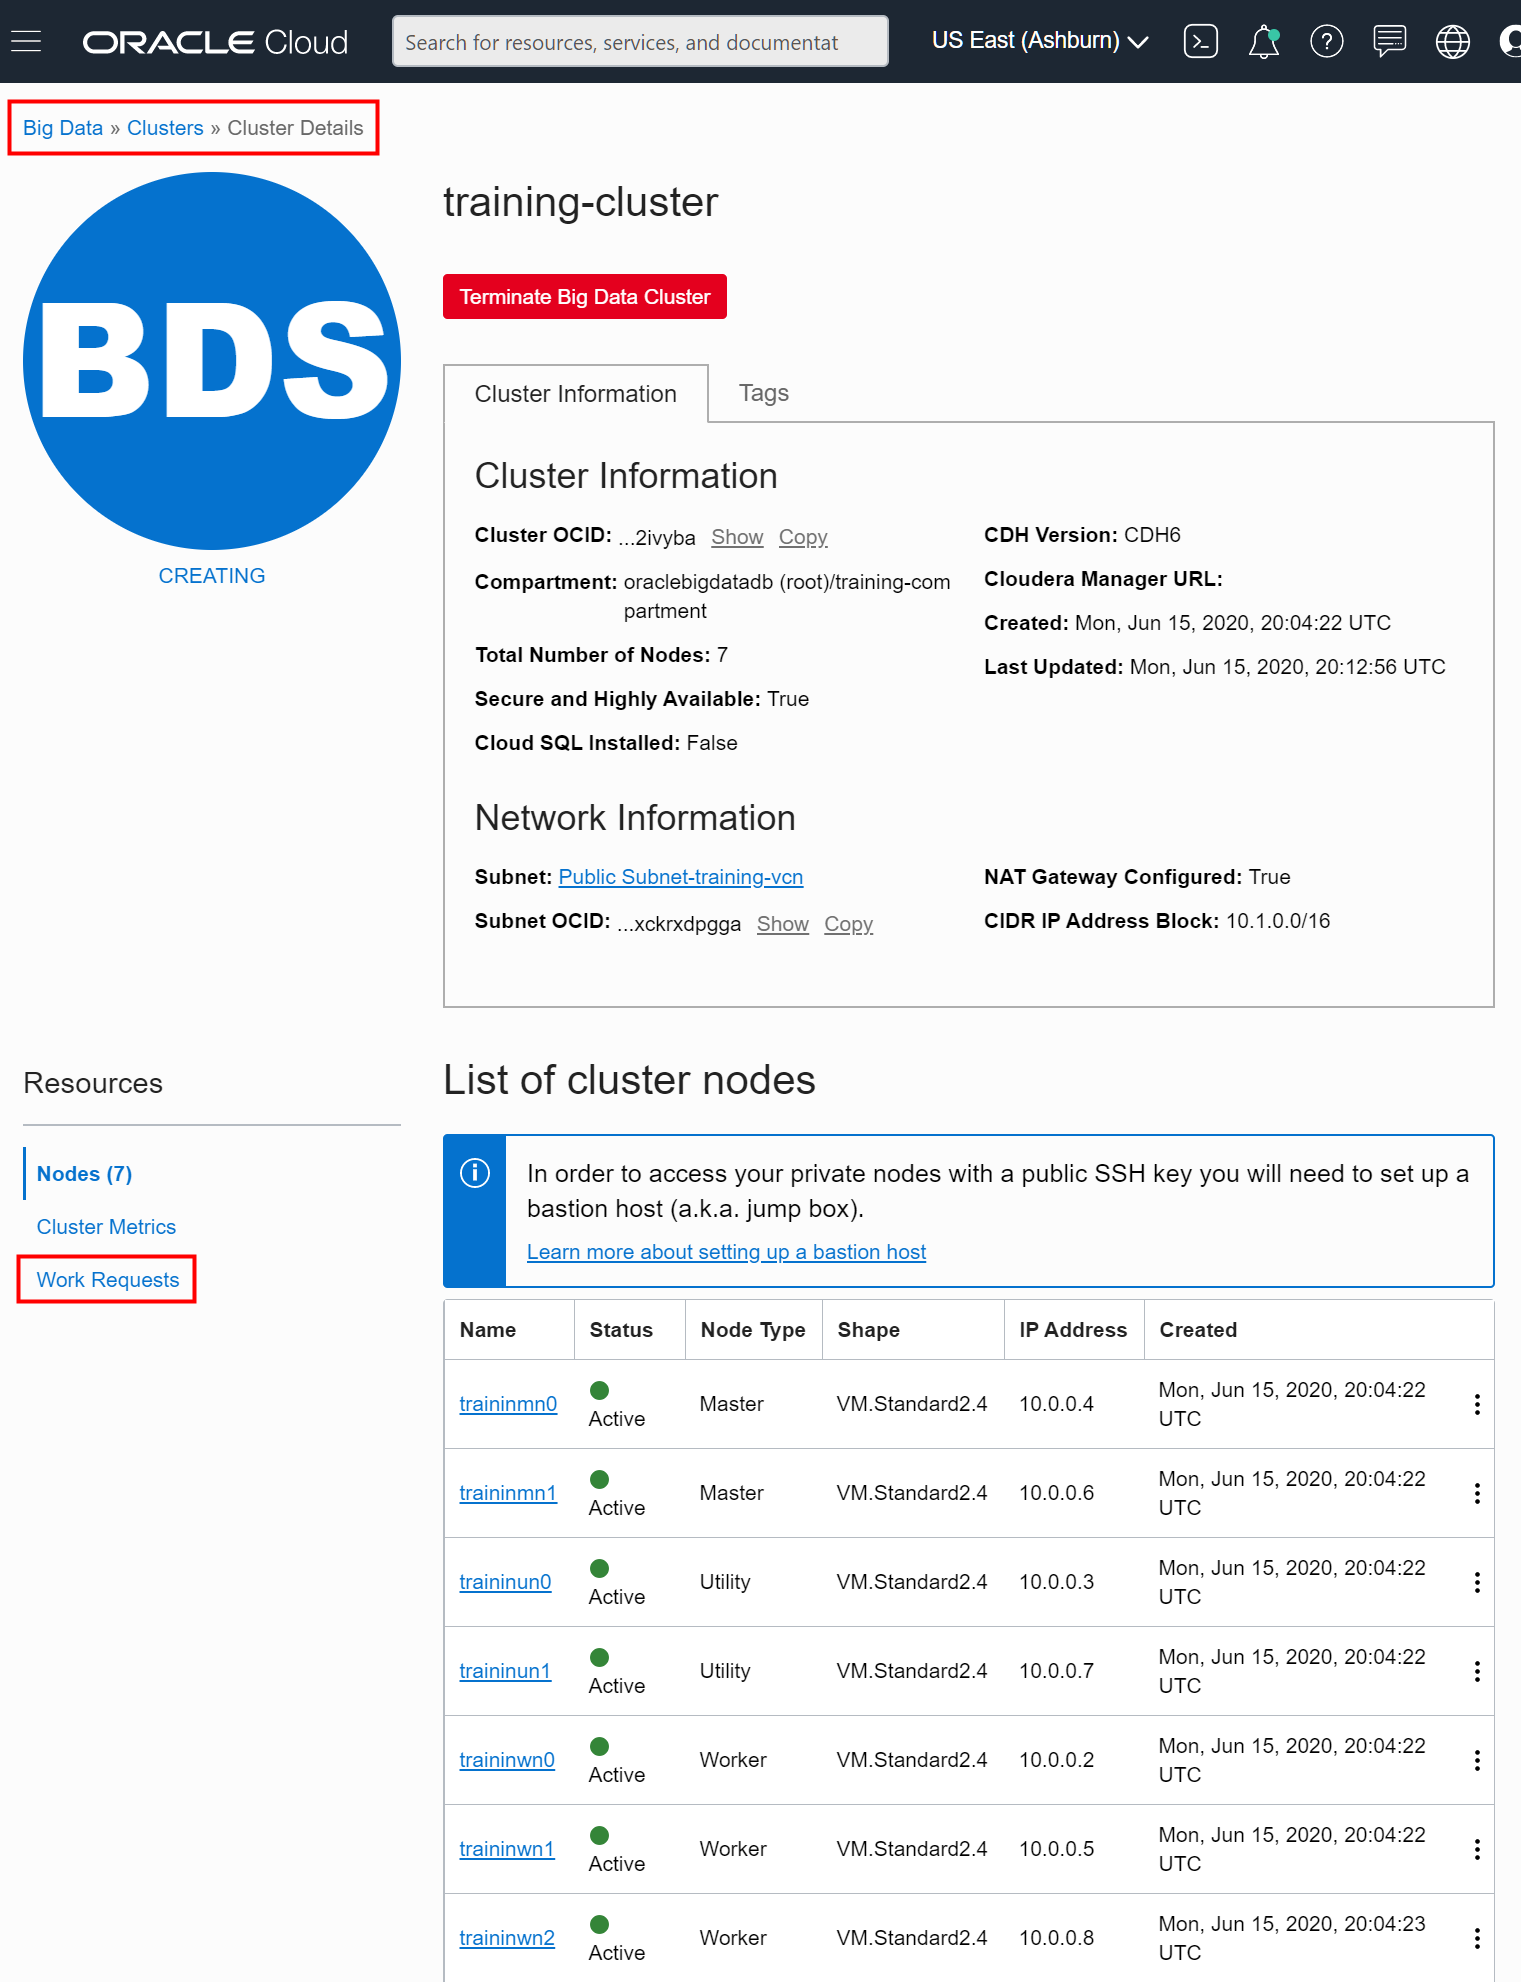 ORACLE Cloud
Search for resources, services, and documentat
US East (Ashburn)
Big Data » Clusters » Cluster Details
BDS
CREATING
training-cluster
Terminate Big Data Cluster
Cluster Information
Tags
Cluster Information
Cluster OCID: ...2ivyba Show Copy
Compartment: oraclebigdatadb (root)/training-com
partment
Total Number of Nodes: 7
Secure and Highly Available: True
Cloud SQL Installed: False
CDH Version: CDH6
Cloudera Manager URL:
Created: Mon, Jun 15, 2020, 20:04:22 UTC
Last Updated: Mon, Jun 15, 2020, 20:12:56 UTC
Network Information
Subnet: Public Subnet-training-vcn
Subnet OCID: ...xckrxdpgga Show Copy
NAT Gateway Configured: True
CIDR IP Address Block: 10.1.0.0/16
Resources
Nodes (7)
Cluster Metrics
Work Requests
List of cluster nodes
In order to access your private nodes with a public SSH key you will need to set up a
bastion host (a.k.a. jump box).
Learn more about setting up a bastion host
Name Status Node Type Shape IP Address Created
traininmn0 Active Master VM.Standard2.4 10.0.0.4 Mon, Jun 15, 2020, 20:04:22
UTC
traininmn1 Active Master VM.Standard2.4 10.0.0.6 Mon, Jun 15, 2020, 20:04:22
UTC
traininun0 Active Utility VM.Standard2.4 10.0.0.3 Mon, Jun 15, 2020, 20:04:22
UTC
traininun1 Active Utility VM.Standard2.4 10.0.0.7 Mon, Jun 15, 2020, 20:04:22
UTC
traininwn0 Active Worker VM.Standard2.4 10.0.0.2 Mon, Jun 15, 2020, 20:04:22
UTC
traininwn1 Active Worker VM.Standard2.4 10.0.0.5 Mon, Jun 15, 2020, 20:04:22
UTC
traininwn2 Active Worker VM.Standard2.4 10.0.0.8 Mon, Jun 15, 2020, 20:04:23
UTC